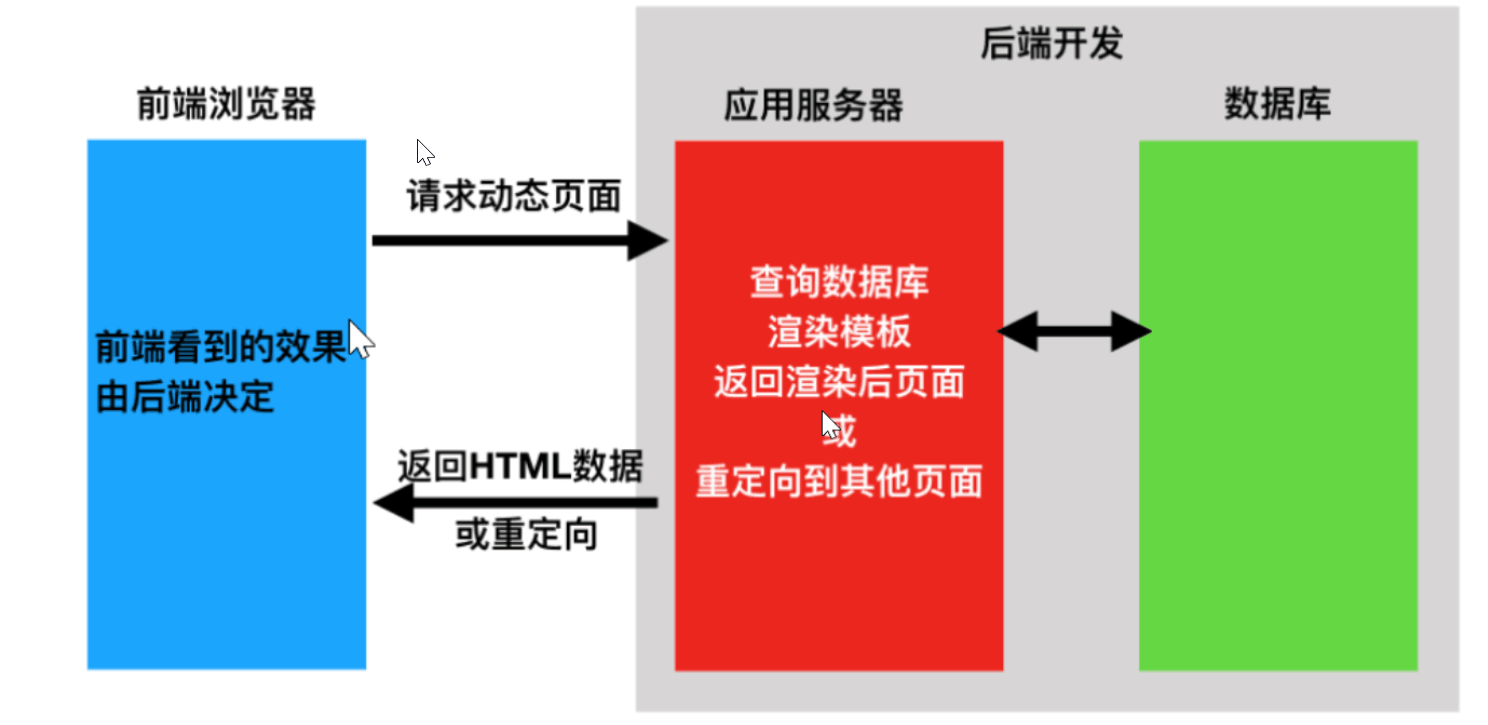 后端开发
前端浏览器
应用服务器
数据库
请求动态页面
查询数据库
渲染模板
返回渲染后页面
或
重定向到其他页面
前端看到的效果
由后端决定
返回HTML数据
或重定向